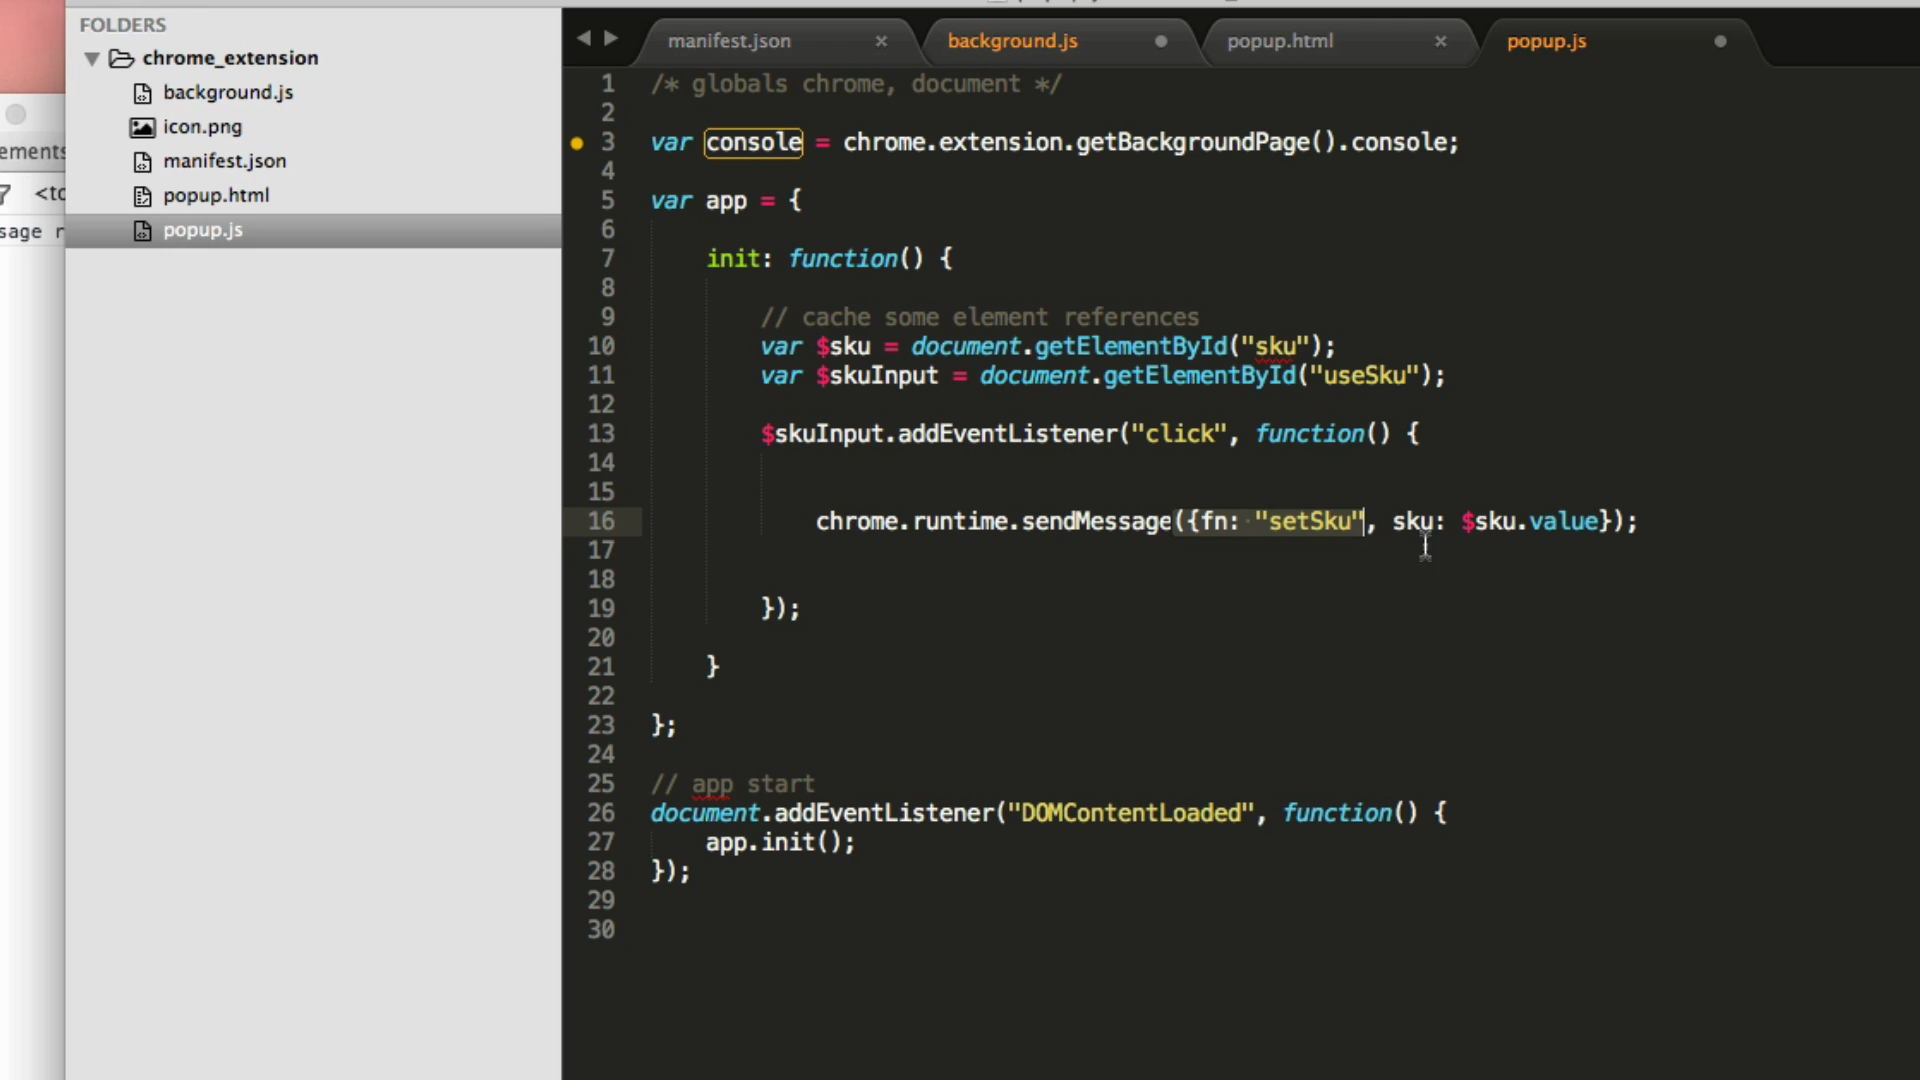 FOLDERS
chrome_extension
background.js
icon.png
manifest.json
popup.html
popup.js
ements
<to
sage r
manifest.json × background.js popup.html × popup.js
1 /* globals chrome, document */
2
3 var console = chrome.extension.getBackgroundPage().console;
4
5 var app = {
6
7 init: function() {
8
9 // cache some element references
10 var $sku = document.getElementById("sku");
11 var $skuInput = document.getElementById("useSku");
12
13 $skuInput.addEventListener("click", function() {
14
15
16 chrome.runtime.sendMessage({fn: "setSku", sku: $sku.value});
17
18
19 });
20
21 }
22
23 };
24
25 // app start
26 document.addEventListener("DOMContentLoaded", function() {
27 app.init();
28 });
29
30